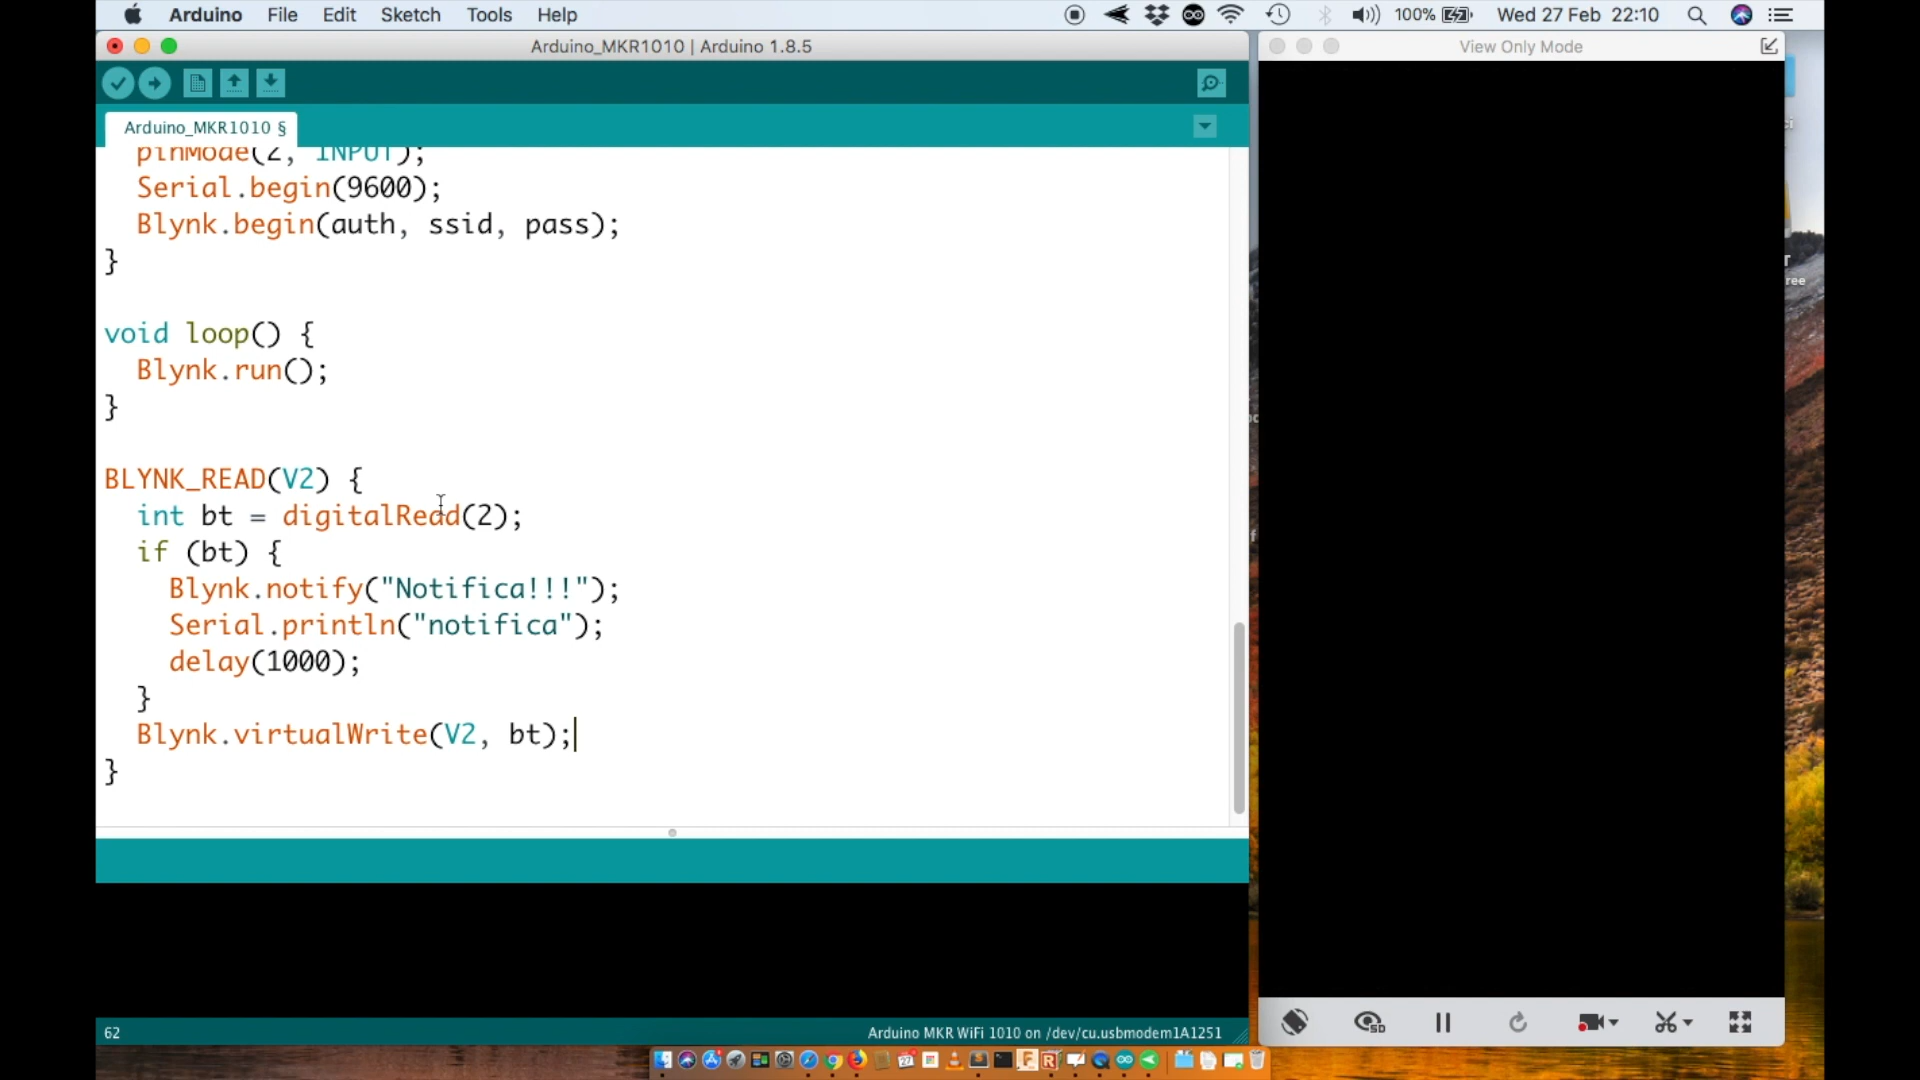 Arduino File Edit Sketch Tools Help 100% Wed 27 Feb 22:10
Arduino_MKR1010 | Arduino 1.8.5
View Only Mode
Arduino_MKR1010 §
pinMode(2, INPUT);
Serial.begin(9600);
Blynk.begin(auth, ssid, pass);
}
void loop() {
Blynk.run();
}
BLYNK_READ(V2) {
int bt = digitalRead(2);
if (bt) {
Blynk.notify("Notifica!!!");
Serial.println("notifica");
delay(1000);
}
Blynk.virtualWrite(V2, bt);
}
62
Arduino MKR WiFi 1010 on /dev/cu.usbmodem1A1251
SD